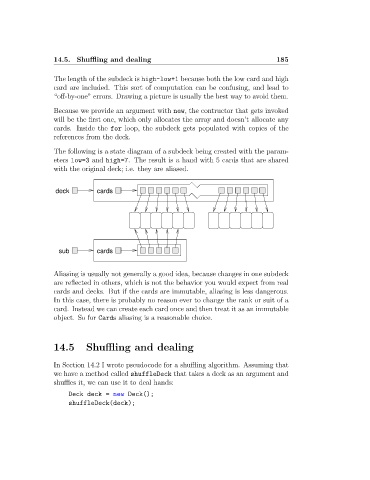 14.5. Shuffling and dealing 185
The length of the subdeck is high-low+1 because both the low card and high
card are included. This sort of computation can be confusing, and lead to
"off-by-one" errors. Drawing a picture is usually the best way to avoid them.
Because we provide an argument with new, the contructor that gets invoked
will be the first one, which only allocates the array and doesn't allocate any
cards. Inside the for loop, the subdeck gets populated with copies of the
references from the deck.
The following is a state diagram of a subdeck being created with the param-
eters low=3 and high=7. The result is a hand with 5 cards that are shared
with the original deck; i.e. they are aliased.
deck cards
sub cards
Aliasing is usually not generally a good idea, because changes in one subdeck
are reflected in others, which is not the behavior you would expect from real
cards and decks. But if the cards are immutable, aliasing is less dangerous.
In this case, there is probably no reason ever to change the rank or suit of a
card. Instead we can create each card once and then treat it as an immutable
object. So for Cards aliasing is a reasonable choice.
14.5 Shuffling and dealing
In Section 14.2 I wrote pseudocode for a shuffling algorithm. Assuming that
we have a method called shuffleDeck that takes a deck as an argument and
shuffles it, we can use it to deal hands:
Deck deck = new Deck();
shuffleDeck(deck);